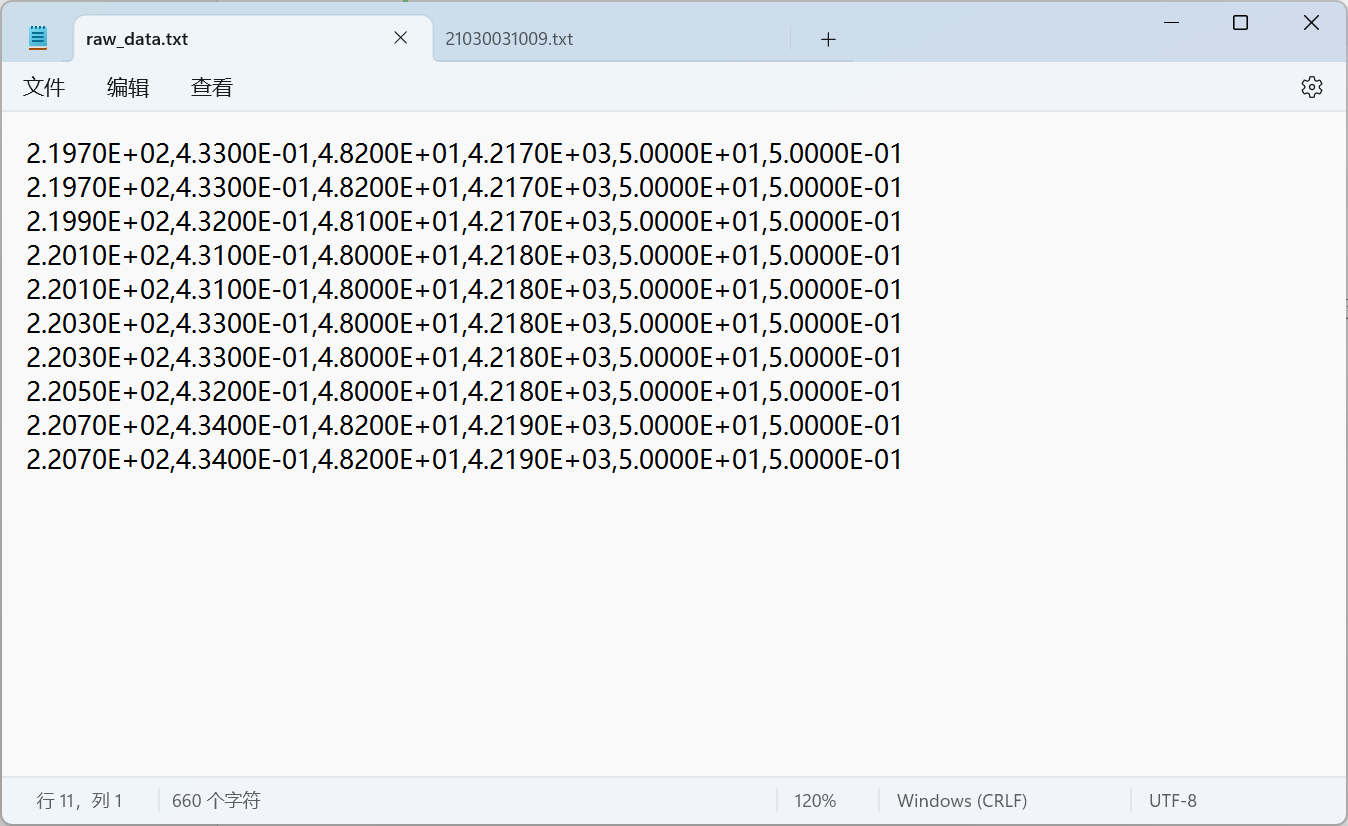 raw_data.txt
21030031009.txt
文件 编辑 查看
2.1970E+02,4.3300E-01,4.8200E+01,4.2170E+03,5.0000E+01,5.0000E-01
2.1970E+02,4.3300E-01,4.8200E+01,4.2170E+03,5.0000E+01,5.0000E-01
2.1990E+02,4.3200E-01,4.8100E+01,4.2170E+03,5.0000E+01,5.0000E-01
2.2010E+02,4.3100E-01,4.8000E+01,4.2180E+03,5.0000E+01,5.0000E-01
2.2010E+02,4.3100E-01,4.8000E+01,4.2180E+03,5.0000E+01,5.0000E-01
2.2030E+02,4.3300E-01,4.8000E+01,4.2180E+03,5.0000E+01,5.0000E-01
2.2030E+02,4.3300E-01,4.8000E+01,4.2180E+03,5.0000E+01,5.0000E-01
2.2050E+02,4.3200E-01,4.8000E+01,4.2180E+03,5.0000E+01,5.0000E-01
2.2070E+02,4.3400E-01,4.8200E+01,4.2190E+03,5.0000E+01,5.0000E-01
2.2070E+02,4.3400E-01,4.8200E+01,4.2190E+03,5.0000E+01,5.0000E-01
行 11，列 1 660 个字符 120% Windows (CRLF) UTF-8